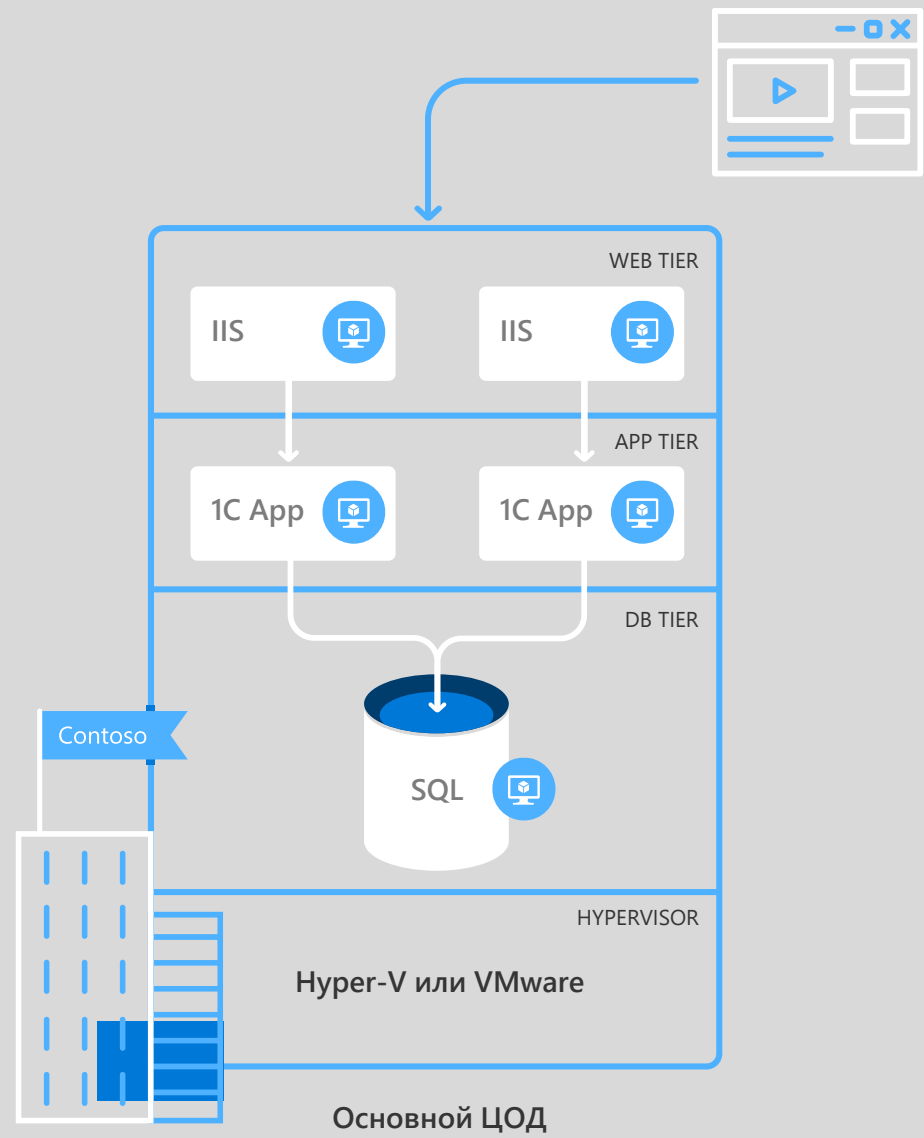 WEB TIER
IIS
IIS
APP TIER
1C App
1C App
DB TIER
Contoso
SQL
HYPERVISOR
Hyper-V или VMware
Основной ЦОД